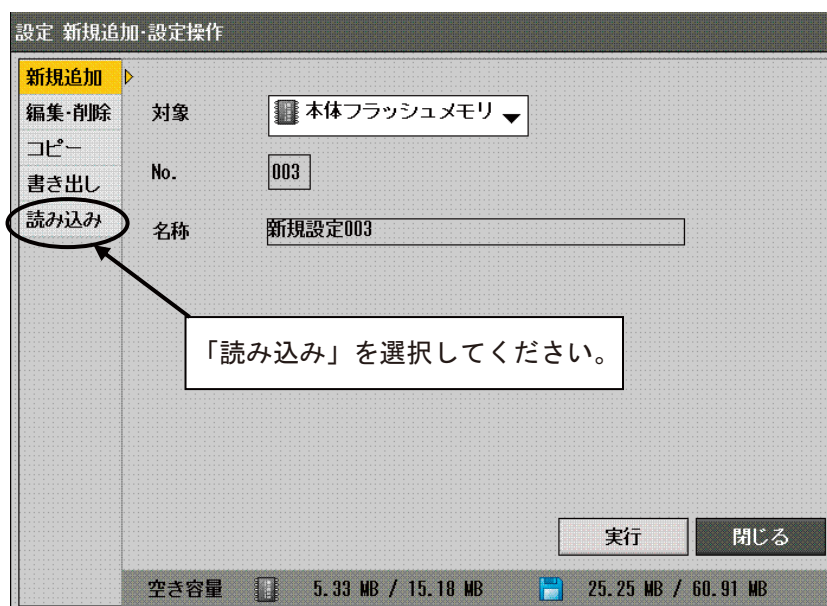 設定 新規追加・設定操作
新規追加
編集・削除
コピー
書き出し
読み込み
対象 本体フラッシュメモリ
No. 003
名称 新規設定003
「読み込み」を選択してください。
実行 閉じる
空き容量 5.33 MB / 15.18 MB 25.25 MB / 60.91 MB